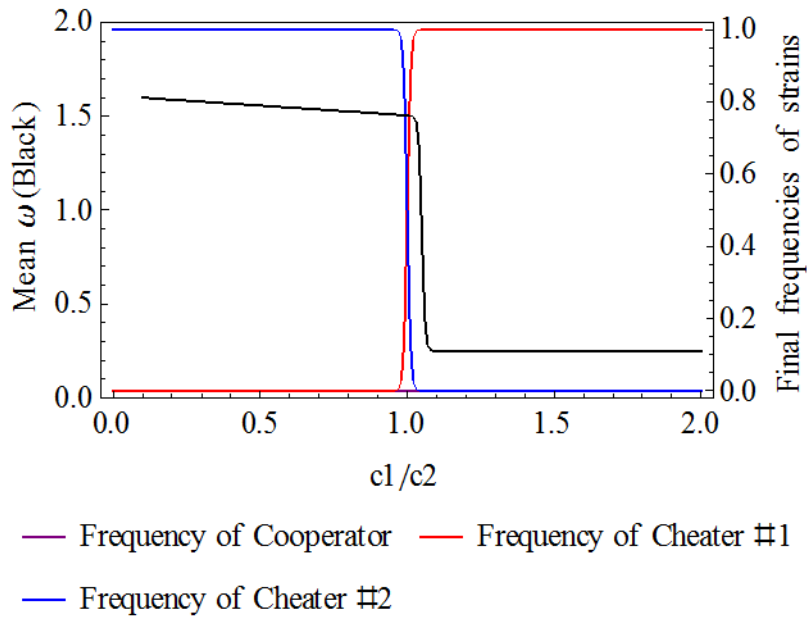 2.0
1.5
1.0
0.5
0.0
Mean ω (Black)
1.0
0.8
0.6
0.4
0.2
0.0
Final frequencies of strains
0.0 0.5 1.0 1.5 2.0
c1/c2
Frequency of Cooperator Frequency of Cheater #1
Frequency of Cheater #2